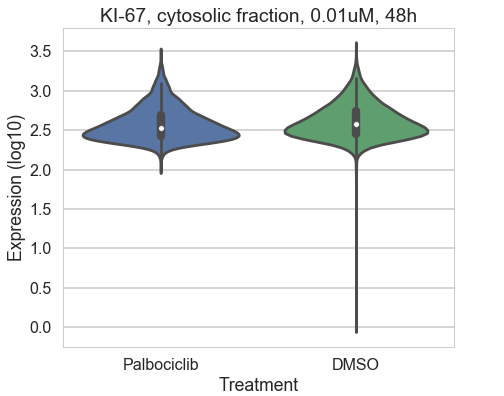 KI-67, cytosolic fraction, 0.01uM, 48h
Expression (log10)
3.5
3.0
2.5
2.0
1.5
1.0
0.5
0.0
Palbociclib DMSO
Treatment